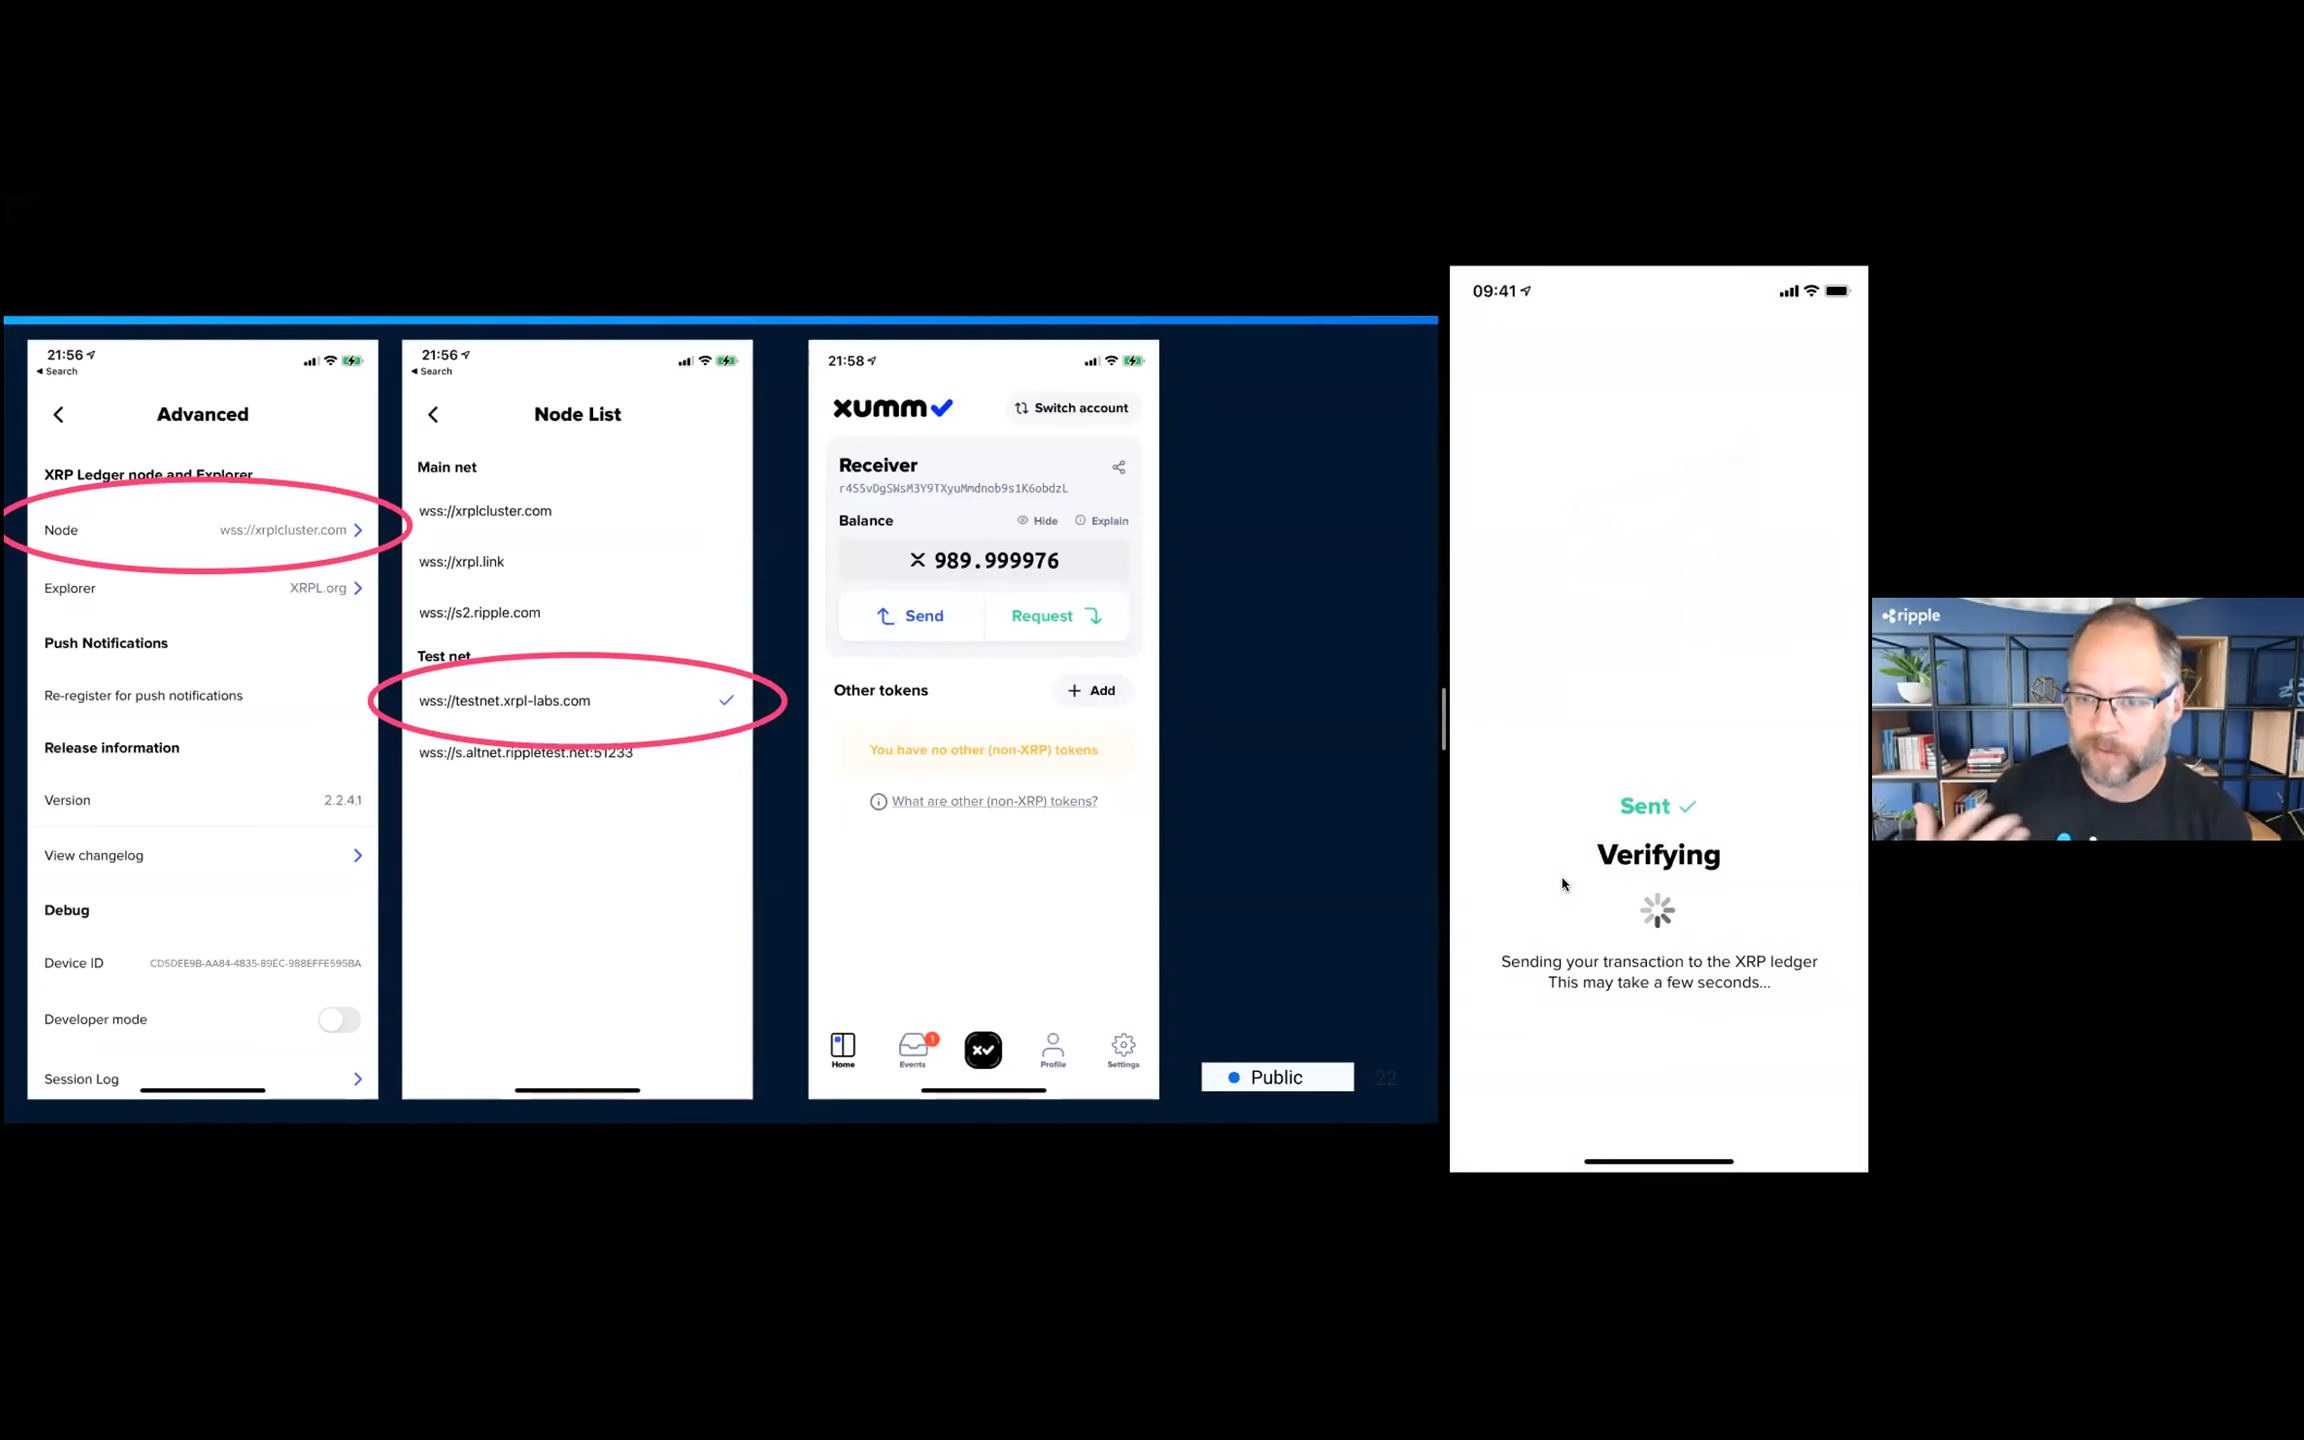 21:56
Search
Advanced
XRP Ledger node and Explorer
Node wss://xrplcluster.com
Explorer XRPL.org
Push Notifications
Re-register for push notifications
Release information
Version 2.2.4.1
View changelog
Debug
Device ID CD5DEE9B-AA84-4835-89EC-988EFFE595BA
Developer mode
Session Log
21:56
Search
Node List
Main net
wss://xrplcluster.com
wss://xrpl.link
wss://s2.ripple.com
Test net
wss://testnet.xrpl-labs.com
wss://s.altnet.rippletest.net:51233
21:58
xumm
Switch account
Receiver
r455vDgSWsM3Y9TXyuMmdnob9s1K6obdzL
Balance Hide Explain
X 989.999976
Send Request
Other tokens + Add
You have no other (non-XRP) tokens
What are other (non-XRP) tokens?
1
Home Events Profile Settings
Public 22
09:41
Sent
Verifying
Sending your transaction to the XRP ledger
This may take a few seconds...
ripple